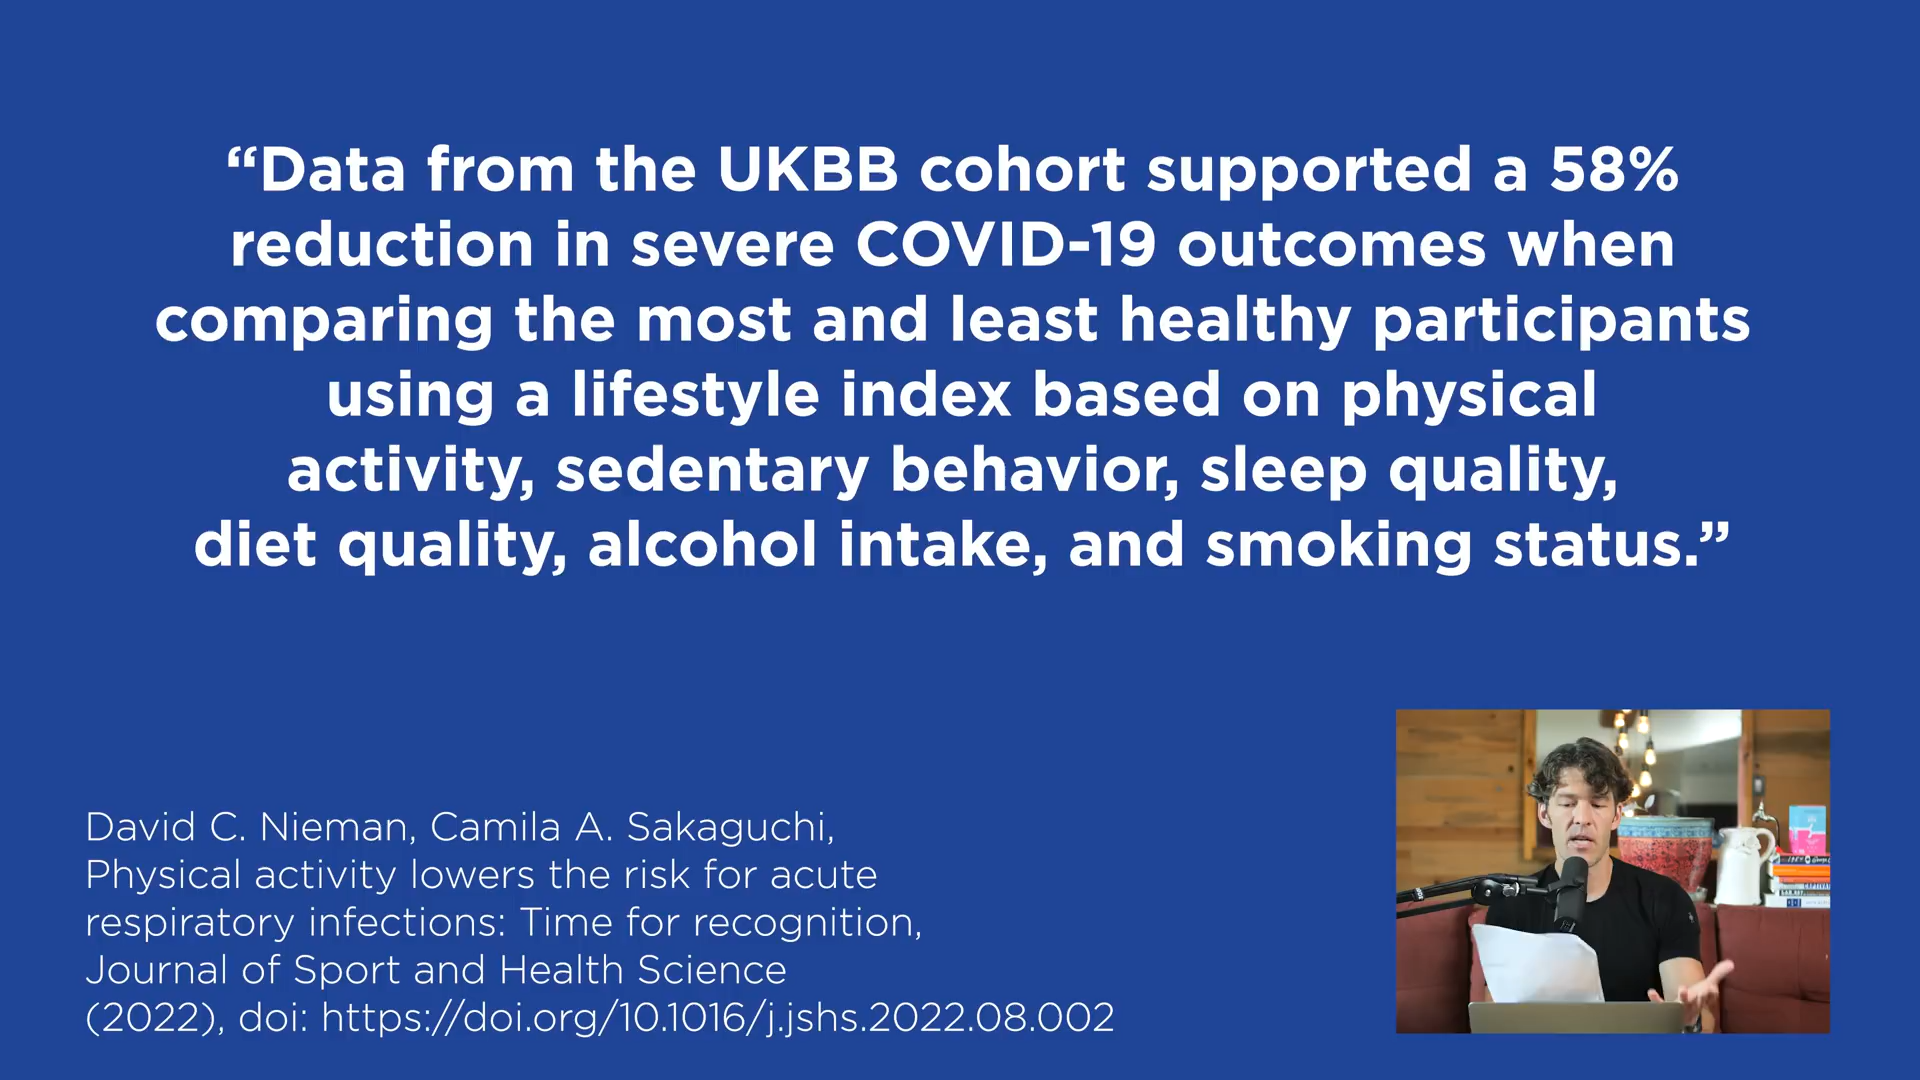 “Data from the UKBB cohort supported a 58%
reduction in severe COVID-19 outcomes when
comparing the most and least healthy participants
using a lifestyle index based on physical
activity, sedentary behavior, sleep quality,
diet quality, alcohol intake, and smoking status.”
David C. Nieman, Camila A. Sakaguchi,
Physical activity lowers the risk for acute
respiratory infections: Time for recognition,
Journal of Sport and Health Science
(2022), doi: https://doi.org/10.1016/j.jshs.2022.08.002